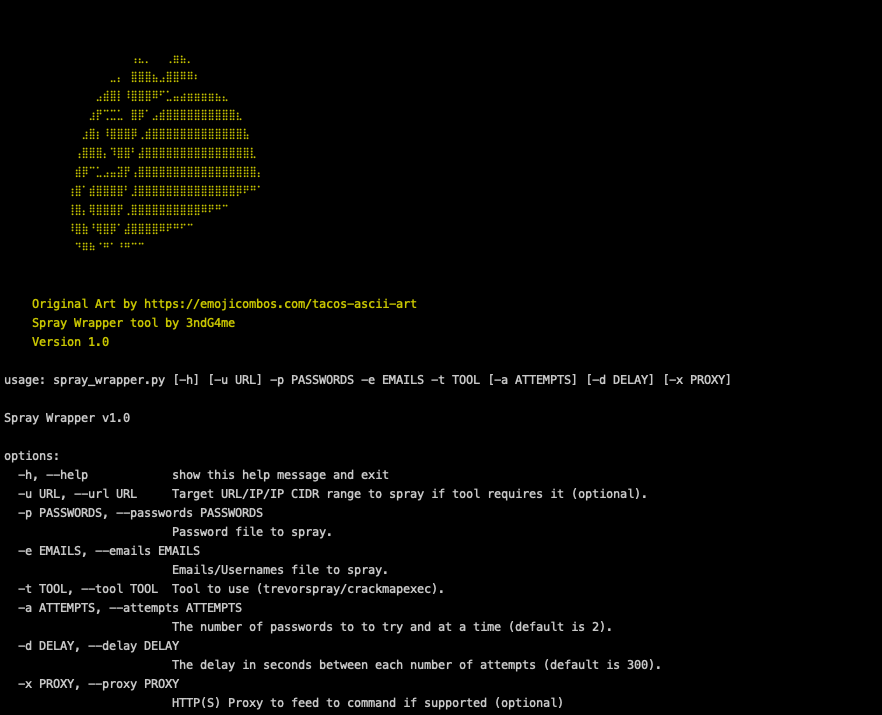 Original Art by https://emojicombos.com/tacos-ascii-art
Spray Wrapper tool by 3ndG4me
Version 1.0
usage: spray_wrapper.py [-h] [-u URL] -p PASSWORDS -e EMAILS -t TOOL [-a ATTEMPTS] [-d DELAY] [-x PROXY]
Spray Wrapper v1.0
options:
-h, --help show this help message and exit
-u URL, --url URL Target URL/IP/IP CIDR range to spray if tool requires it (optional).
-p PASSWORDS, --passwords PASSWORDS
Password file to spray.
-e EMAILS, --emails EMAILS
Emails/Usernames file to spray.
-t TOOL, --tool TOOL Tool to use (trevorspray/crackmapexec).
-a ATTEMPTS, --attempts ATTEMPTS
The number of passwords to to try and at a time (default is 2).
-d DELAY, --delay DELAY
The delay in seconds between each number of attempts (default is 300).
-x PROXY, --proxy PROXY
HTTP(S) Proxy to feed to command if supported (optional)